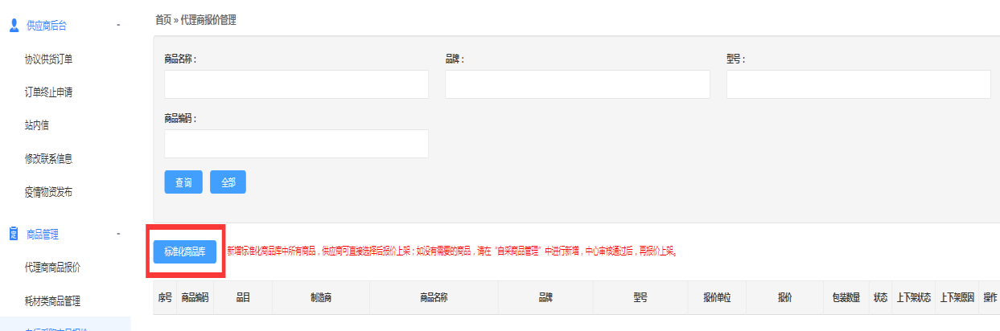 供应商后台 -
协议供货订单
订单终止申请
站内信
修改联系信息
疫情物资发布
定 商品管理 -
代理商商品报价
耗材类商品管理
首页 » 代理商报价管理
商品名称： 品牌： 型号：
商品编码：
查询 全部
标准化商品库 新增标准化商品库中所有商品，供应商可直接选择后报价上架；如没有需要的商品，请在“自采商品管理”中进行新增，中心审核通过后，再报价上架。
序号 商品编码 品目 制造商 商品名称 品牌 型号 报价单位 报价 包装数量 状态 上下架状态 上下架原因 操作